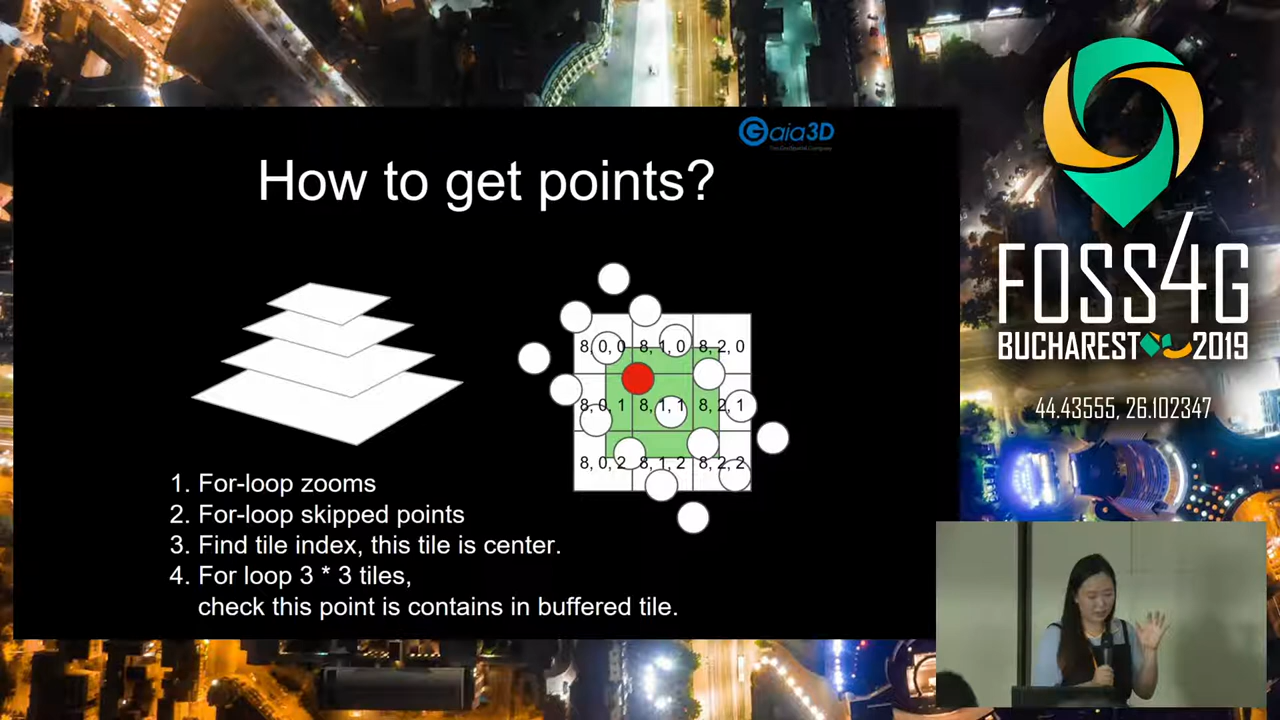 Gaia3D
How to get points?
8, 0, 0 8, 1, 0 8, 2, 0
8, 0, 1 8, 1, 1 8, 2, 1
8, 0, 2 8, 1, 2 8, 2, 2
1. For-loop zooms
2. For-loop skipped points
3. Find tile index, this tile is center.
4. For loop 3 * 3 tiles,
check this point is contains in buffered tile.
FOSS4G
BUCHAREST 2019
44.43555, 26.102347